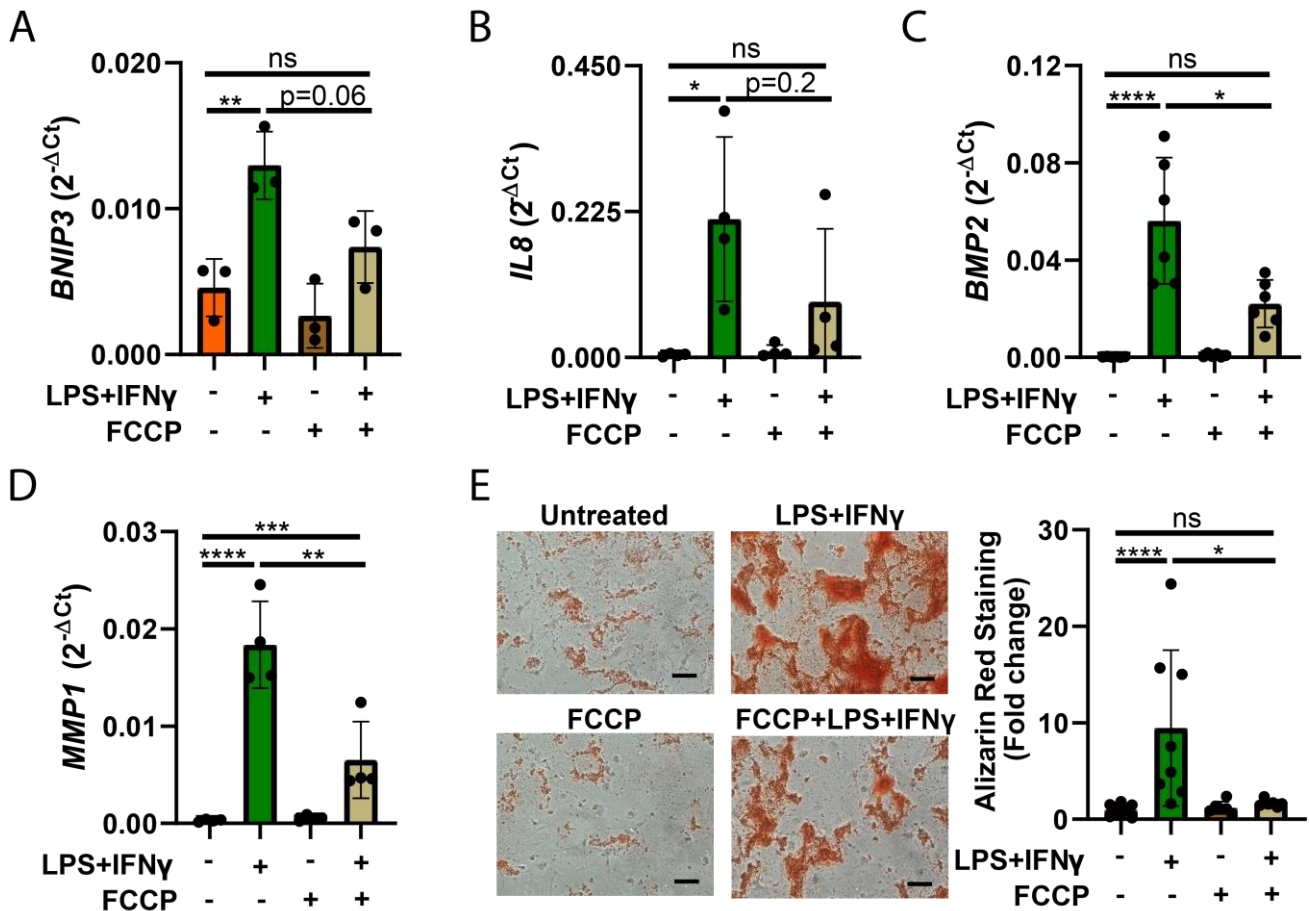 A
BNIP3 (2^-ΔCt)
0.020
0.010
0.000
ns
**
p=0.06
LPS+IFNγ - + - +
FCCP - - + +
B
IL8 (2^-ΔCt)
0.450
0.225
0.000
ns
*
p=0.2
LPS+IFNγ - + - +
FCCP - - + +
C
BMP2 (2^-ΔCt)
0.12
0.08
0.04
0.00
ns
****
*
LPS+IFNγ - + - +
FCCP - - + +
D
MMP1 (2^-ΔCt)
0.03
0.02
0.01
0.00
***
****
**
LPS+IFNγ - + - +
FCCP - - + +
E
Untreated
LPS+IFNγ
FCCP
FCCP+LPS+IFNγ
Alizarin Red Staining
(Fold change)
30
20
10
0
ns
****
*
LPS+IFNγ - + - +
FCCP - - + +